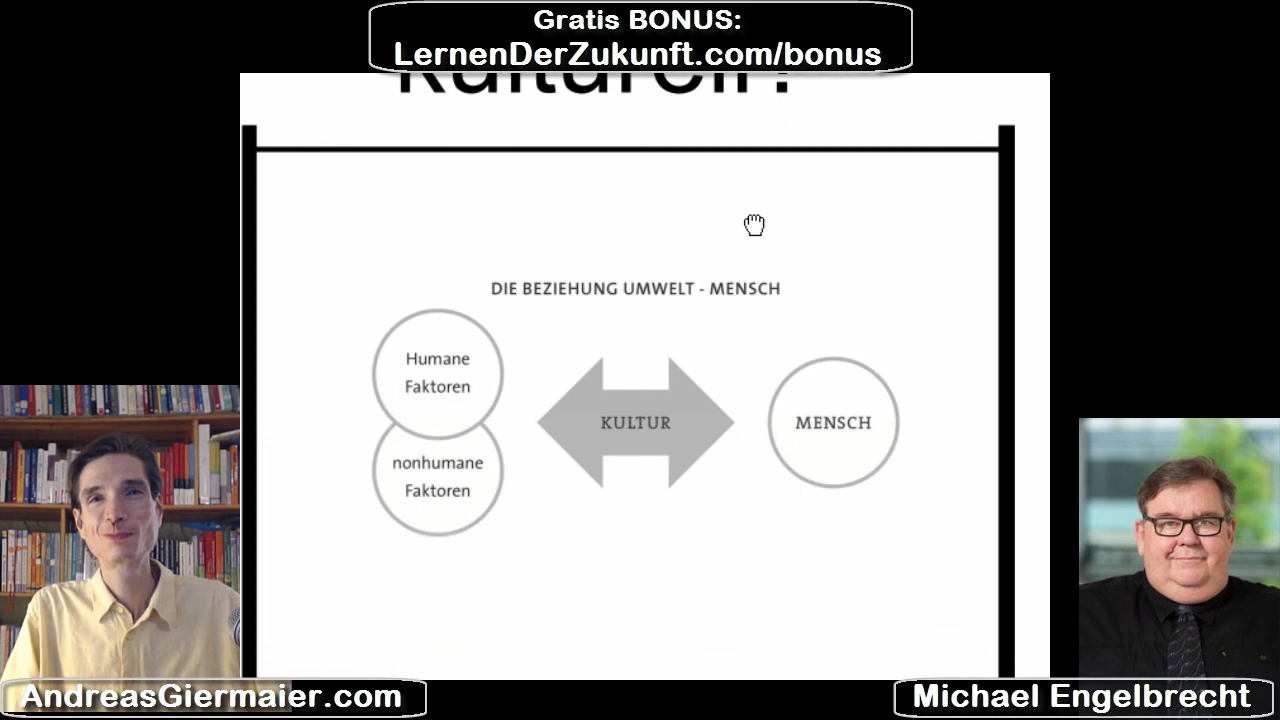 Gratis BONUS:
LernenDerZukunft.com/bonus
DIE BEZIEHUNG UMWELT - MENSCH
Humane
Faktoren
KULTUR
MENSCH
nonhumane
Faktoren
AndreasGiermaier.com
Michael Engelbrecht